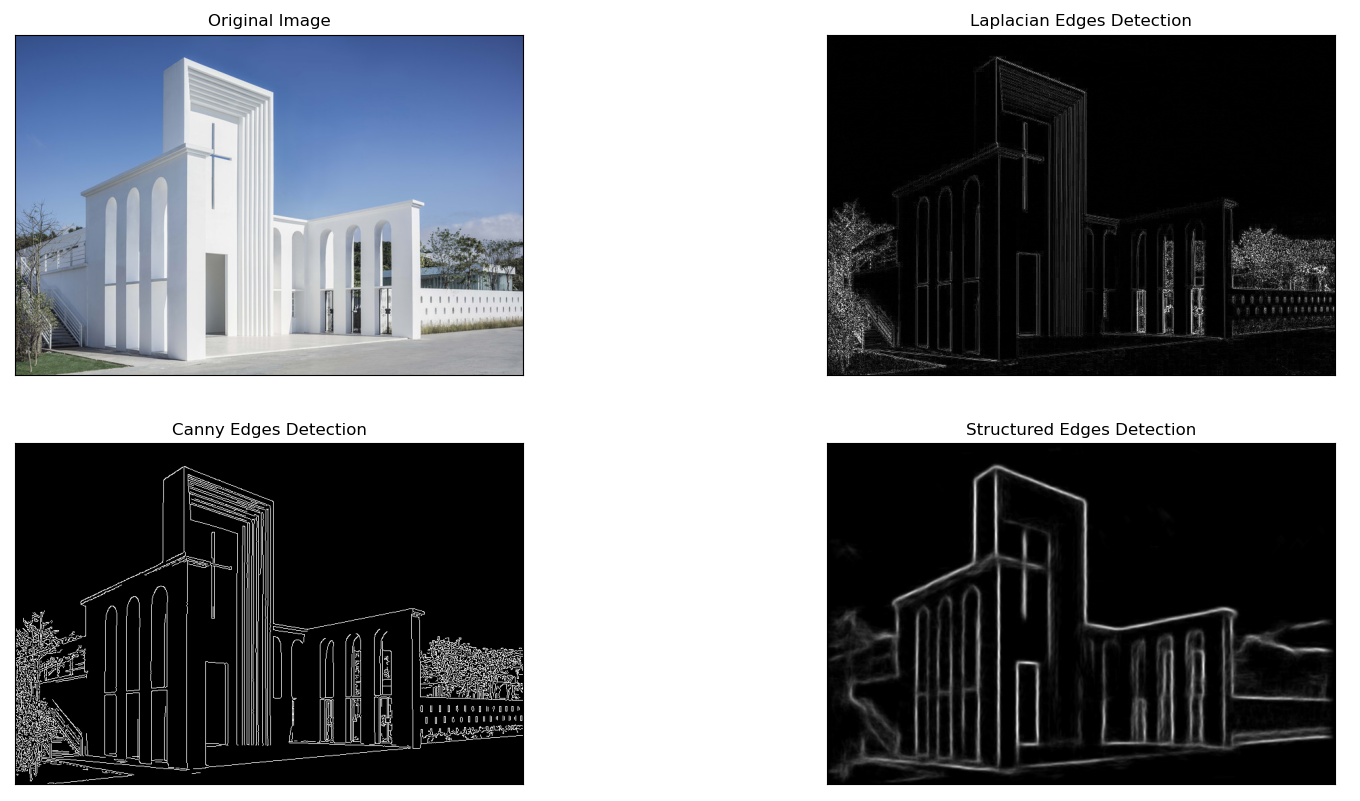 Original Image
Laplacian Edges Detection
Canny Edges Detection
Structured Edges Detection